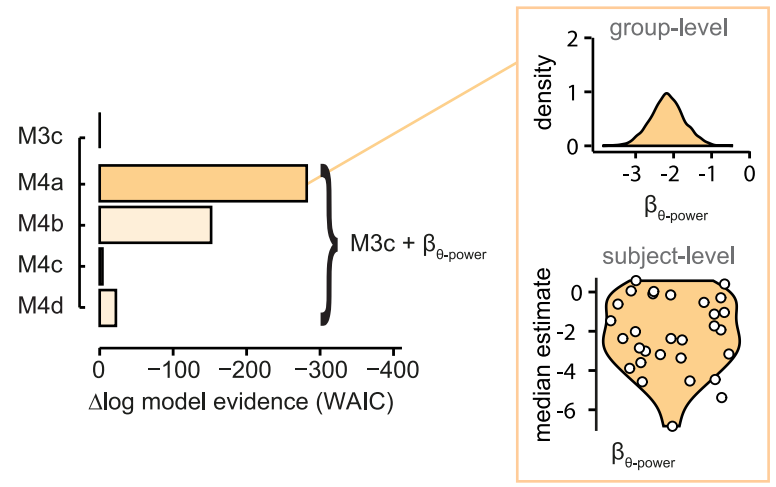 M3c
M4a
M4b
M4c
M4d
M3c + βθ-power
0 −100 −200 −300 −400
Δlog model evidence (WAIC)
group-level
density
2
1
0
-3 -2 -1 0
βθ-power
subject-level
median estimate
0
-2
-4
-6
βθ-power